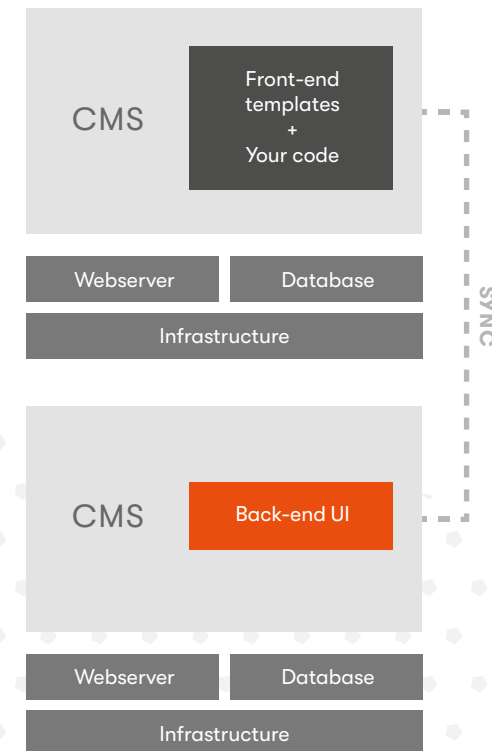 CMS
Front-end
templates
+
Your code
Webserver
Database
Infrastructure
SYNC
CMS
Back-end UI
Webserver
Database
Infrastructure